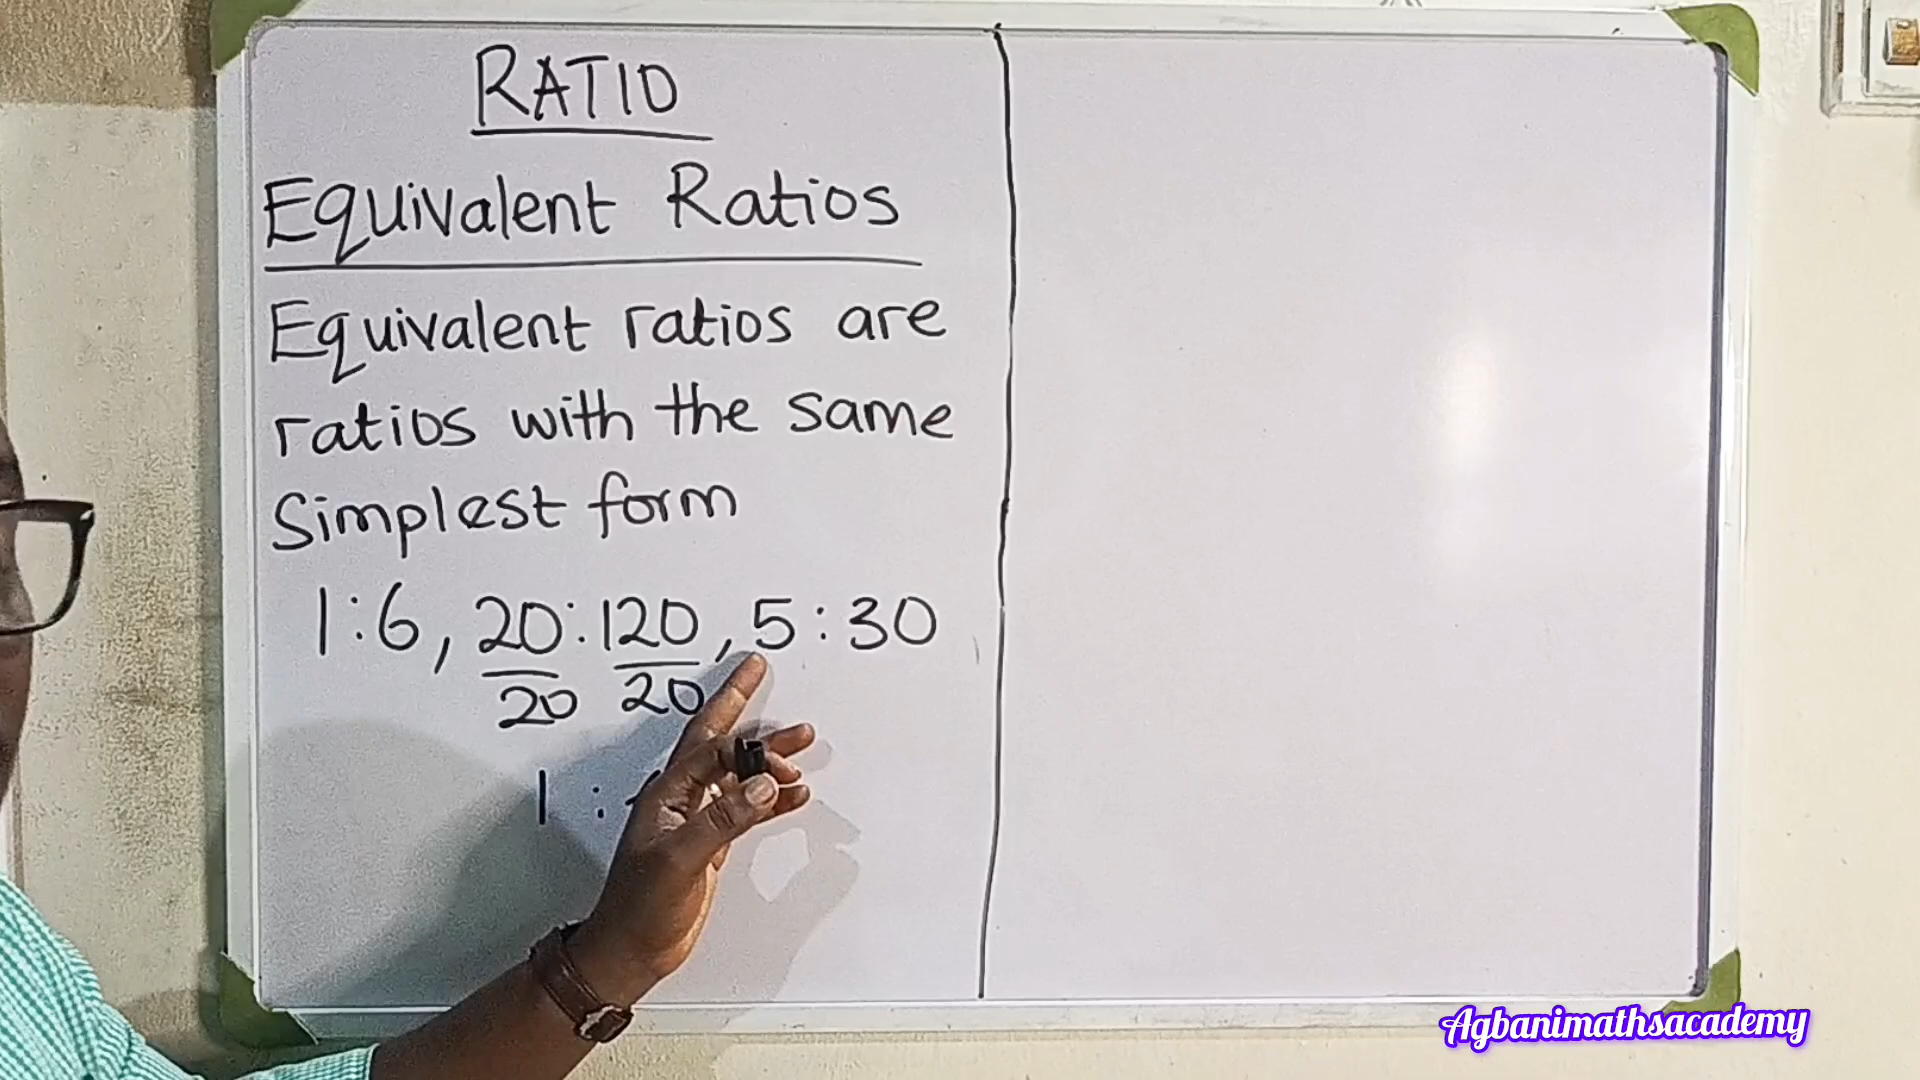 RATIO
Equivalent Ratios
Equivalent ratios are
ratios with the same
Simplest form
1:6, 20:120, 5:30
20 20
1 :
Agbanimathsacademy